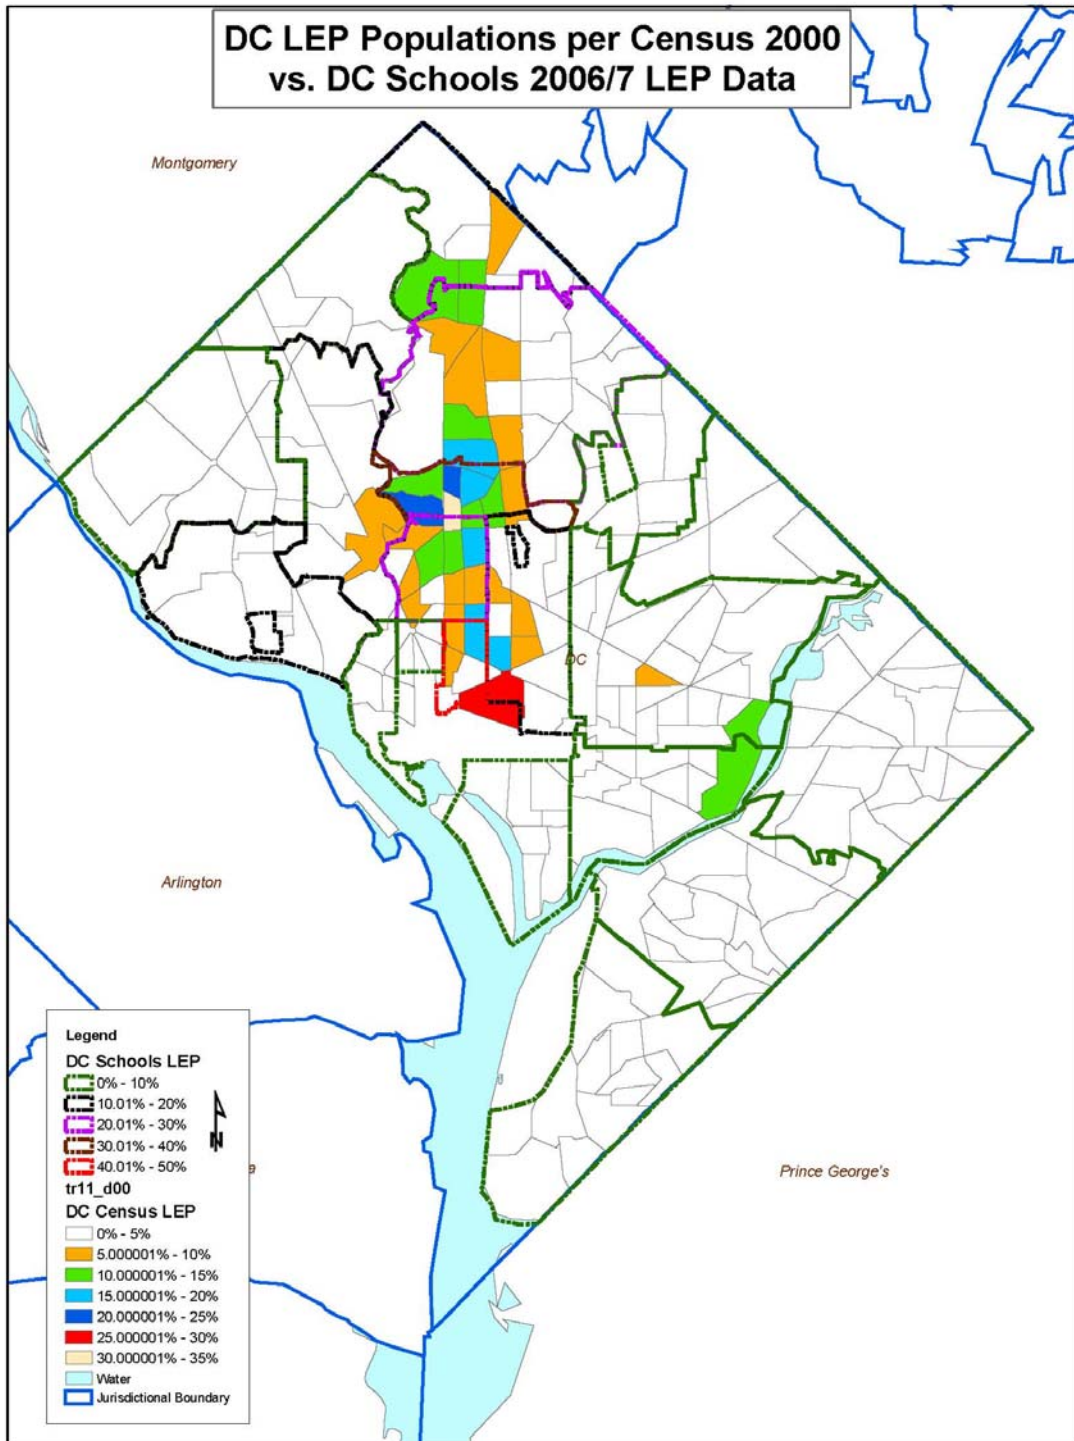 DC LEP Populations per Census 2000
vs. DC Schools 2006/7 LEP Data
Montgomery
DC
Arlington
Prince George's
a
Legend
DC Schools LEP
0% - 10%
10.01% - 20%
20.01% - 30%
30.01% - 40%
40.01% - 50%
N
tr11_d00
DC Census LEP
0% - 5%
5.000001% - 10%
10.000001% - 15%
15.000001% - 20%
20.000001% - 25%
25.000001% - 30%
30.000001% - 35%
Water
Jurisdictional Boundary